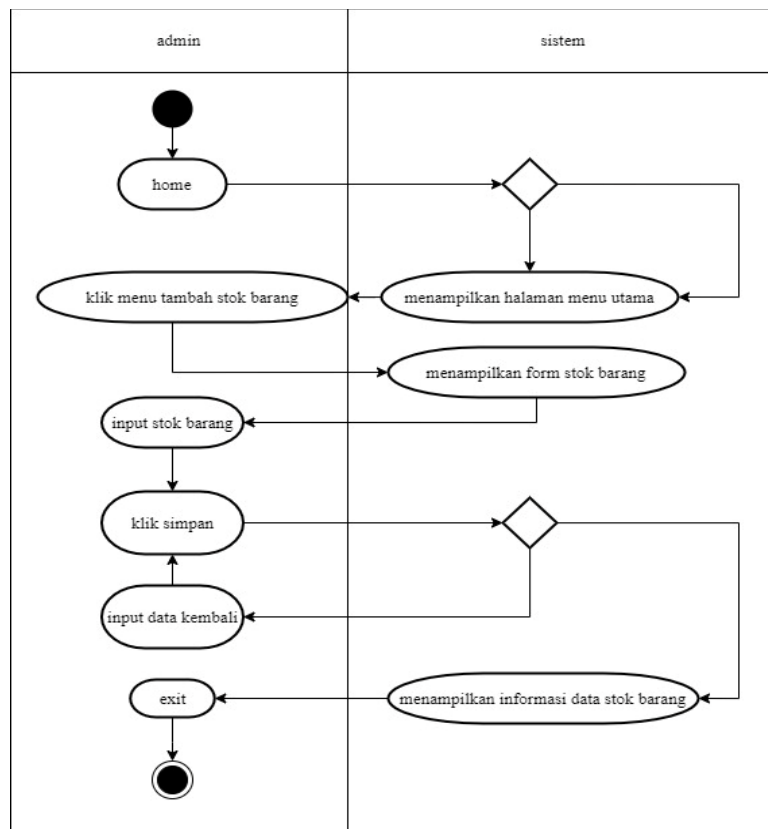 admin
sistem
home
klik menu tambah stok barang
menampilkan halaman menu utama
menampilkan form stok barang
input stok barang
klik simpan
input data kembali
exit
menampilkan informasi data stok barang